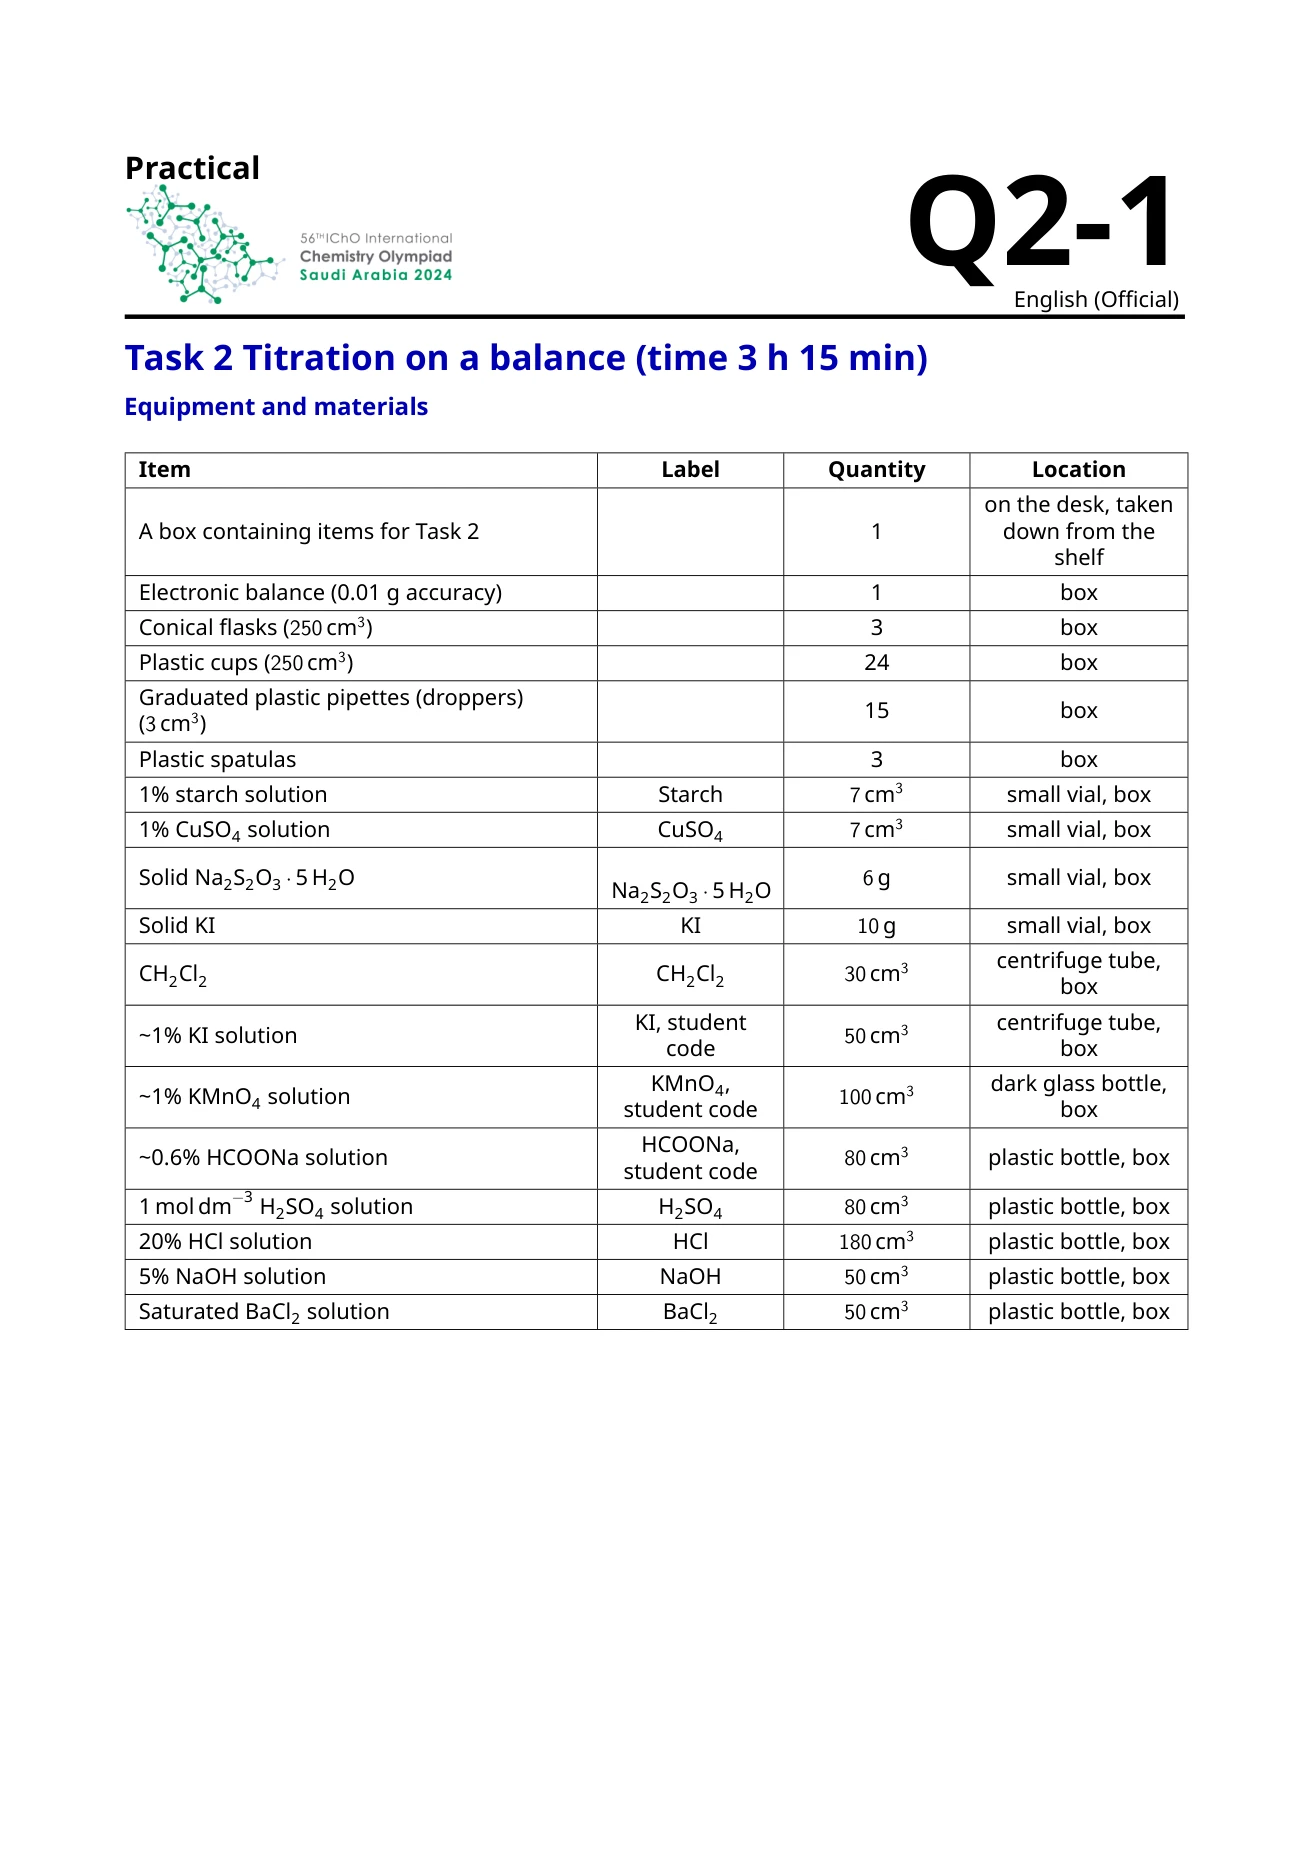 Practical
56ᵀᴴIChO International
Chemistry Olympiad
Saudi Arabia 2024
Q2-1
English (Official)
Task 2 Titration on a balance (time 3 h 15 min)
Equipment and materials
Item Label Quantity Location
A box containing items for Task 2 1 on the desk, taken down from the shelf
Electronic balance (0.01 g accuracy) 1 box
Conical flasks (250 cm³) 3 box
Plastic cups (250 cm³) 24 box
Graduated plastic pipettes (droppers) (3 cm³) 15 box
Plastic spatulas 3 box
1% starch solution Starch 7 cm³ small vial, box
1% CuSO₄ solution CuSO₄ 7 cm³ small vial, box
Solid Na₂S₂O₃ · 5 H₂O Na₂S₂O₃ · 5 H₂O 6 g small vial, box
Solid KI KI 10 g small vial, box
CH₂Cl₂ CH₂Cl₂ 30 cm³ centrifuge tube, box
~1% KI solution KI, student code 50 cm³ centrifuge tube, box
~1% KMnO₄ solution KMnO₄, student code 100 cm³ dark glass bottle, box
~0.6% HCOONa solution HCOONa, student code 80 cm³ plastic bottle, box
1 mol dm⁻³ H₂SO₄ solution H₂SO₄ 80 cm³ plastic bottle, box
20% HCl solution HCl 180 cm³ plastic bottle, box
5% NaOH solution NaOH 50 cm³ plastic bottle, box
Saturated BaCl₂ solution BaCl₂ 50 cm³ plastic bottle, box